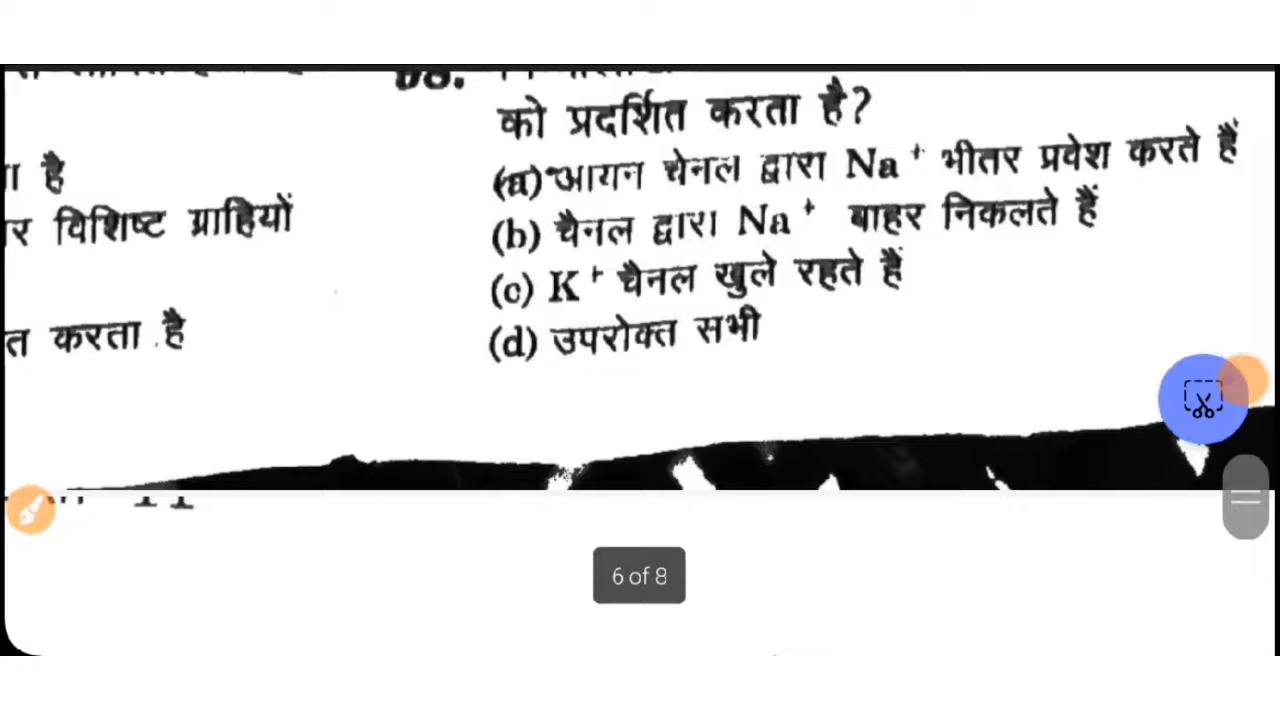 को प्रदर्शित करता है?
(a) आयन चेनल द्वारा Na⁺ भीतर प्रवेश करते हैं
ा है
(b) चैनल द्वारा Na⁺ बाहर निकलते हैं
र विशिष्ट ग्राहियों
(c) K⁺ चैनल खुले रहते हैं
(d) उपरोक्त सभी
त करता है
6 of 8